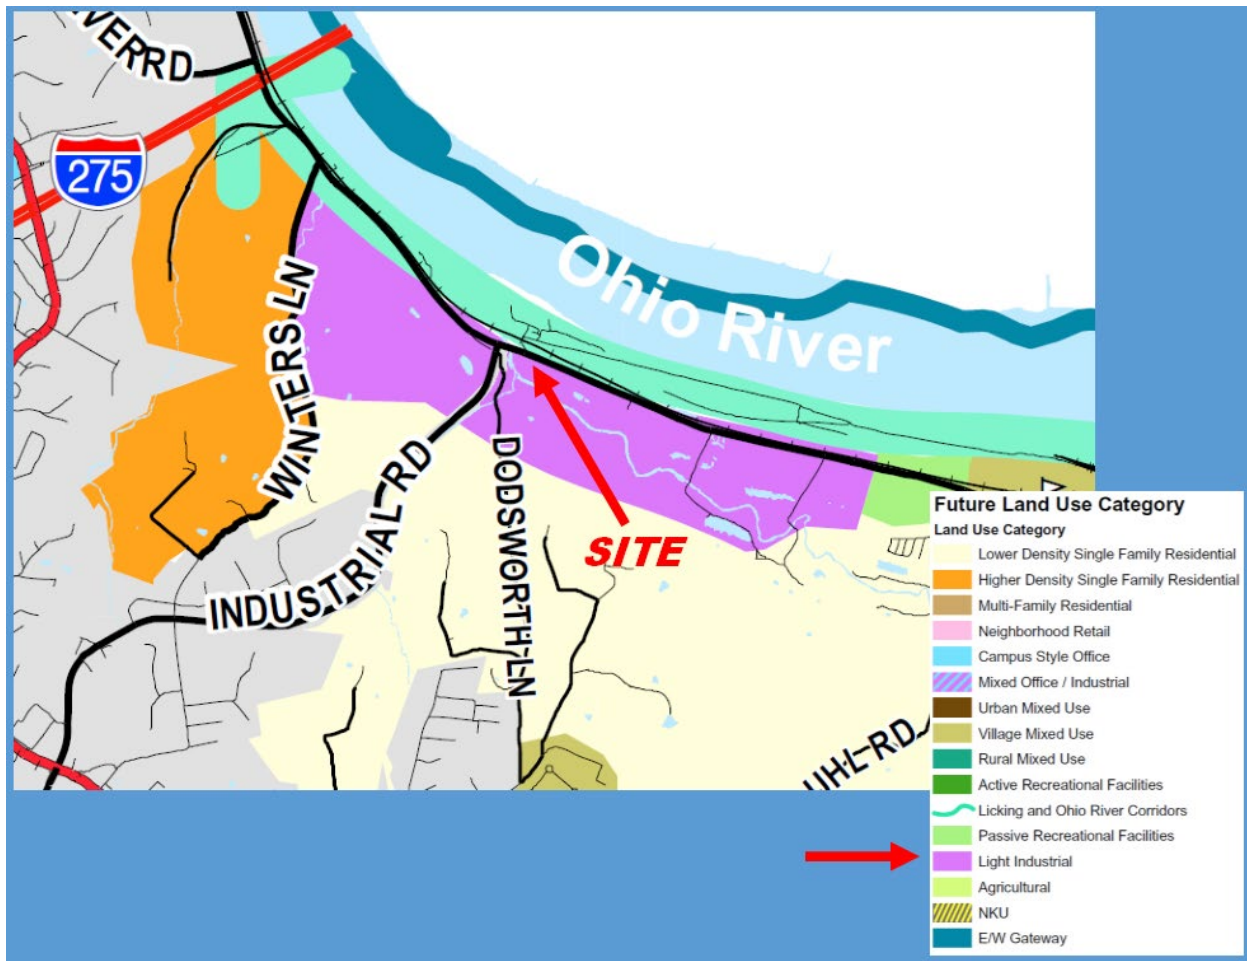 VERRD
275
Ohio River
WINTERS LN
INDUSTRIAL RD
DODSWORTH LN
SITE
UHL RD
Future Land Use Category
Land Use Category
Lower Density Single Family Residential
Higher Density Single Family Residential
Multi-Family Residential
Neighborhood Retail
Campus Style Office
Mixed Office / Industrial
Urban Mixed Use
Village Mixed Use
Rural Mixed Use
Active Recreational Facilities
Licking and Ohio River Corridors
Passive Recreational Facilities
Light Industrial
Agricultural
NKU
E/W Gateway